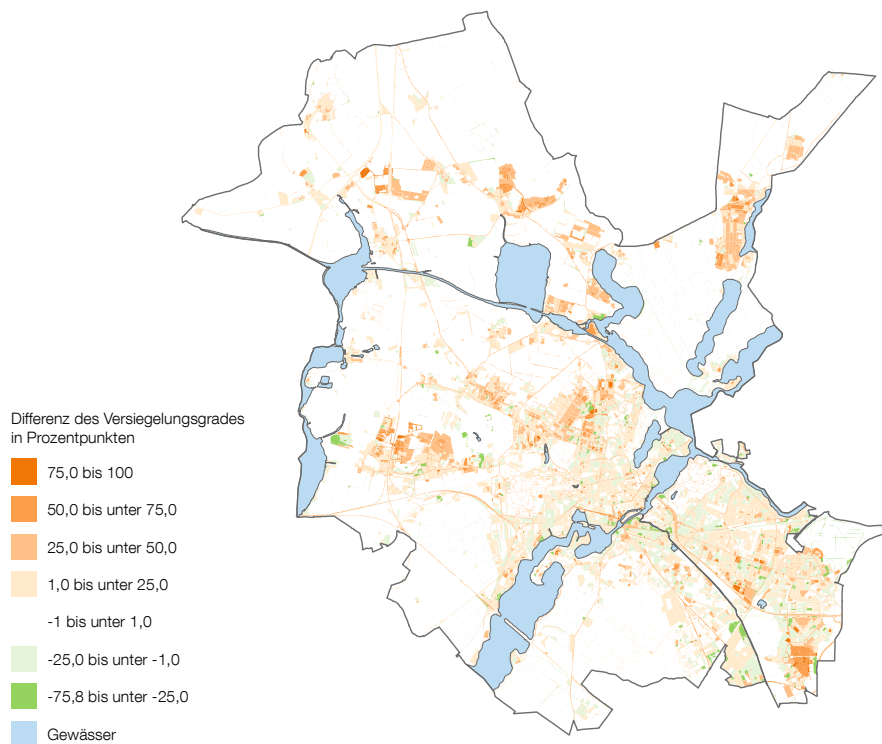 Differenz des Versiegelungsgrades
in Prozentpunkten
75,0 bis 100
50,0 bis unter 75,0
25,0 bis unter 50,0
1,0 bis unter 25,0
-1 bis unter 1,0
-25,0 bis unter -1,0
-75,8 bis unter -25,0
Gewässer